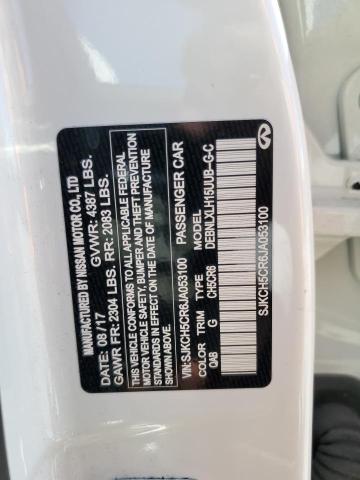 MANUFACTURED BY NISSAN MOTOR CO., LTD
DATE: 08/17 GVWR: 4387 LBS.
GAWR FR: 2304 LBS. RR: 2083 LBS.
THIS VEHICLE CONFORMS TO ALL APPLICABLE FEDERAL
MOTOR VEHICLE SAFETY, BUMPER AND THEFT PREVENTION
STANDARDS IN EFFECT ON THE DATE OF MANUFACTURE
SHOWN ABOVE.
VIN: SJKCH5CR6JA053100 PASSENGER CAR
COLOR TRIM TYPE MODEL
QAB G CH5CR6 DEBNLXLH15UUB-G-C
SJKCH5CR6JA053100